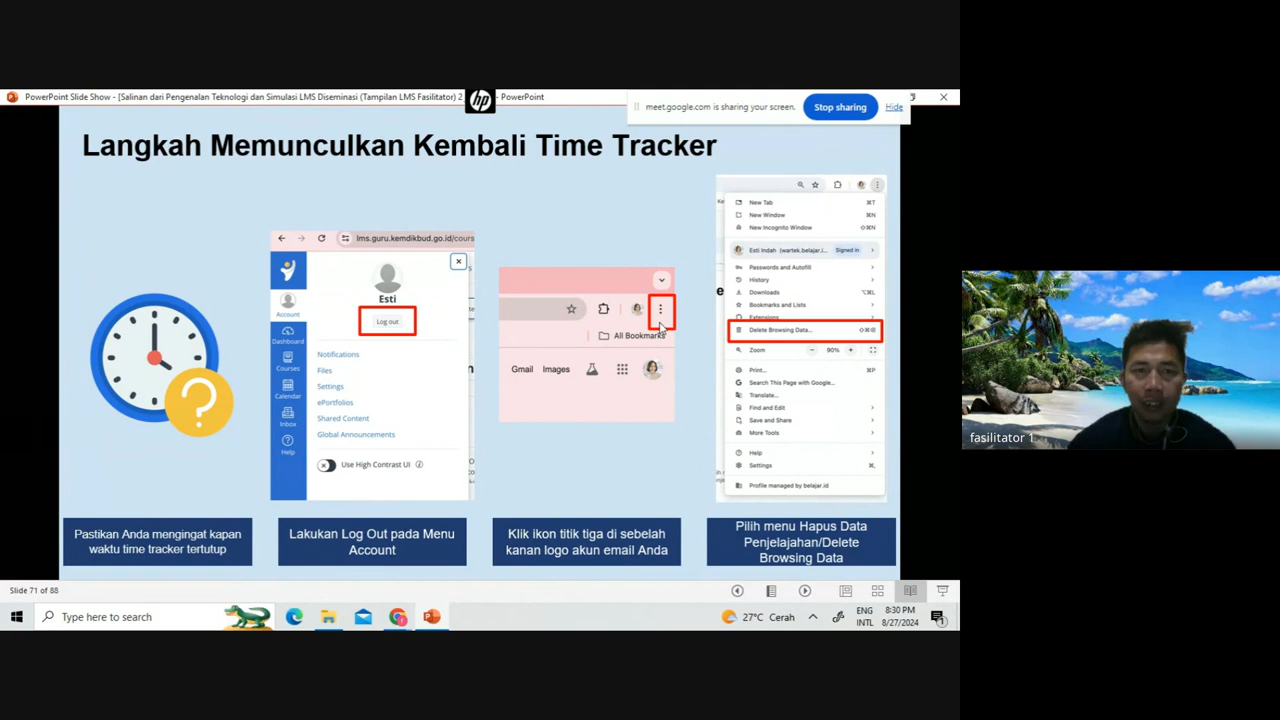 PowerPoint Slide Show - [Salinan dari Pengenalan Teknologi dan Simulasi LMS Diseminasi (Tampilan LMS Fasilitator) 2
- PowerPoint
hp
meet.google.com is sharing your screen.
Stop sharing
Hide
Langkah Memunculkan Kembali Time Tracker
lms.guru.kemdikbud.go.id/cours
Esti
Log out
Account
Dashboard
Courses
Calendar
Inbox
Help
Notifications
Files
Settings
ePortfolios
Shared Content
Global Announcements
Use High Contrast UI
All Bookmarks
Gmail Images
New Tab ⌘T
New Window ⌘N
New Incognito Window ⇧⌘N
Esti Indah (wartek.belajar.i... Signed in
Passwords and Autofill
History
Downloads ⌥⌘L
Bookmarks and Lists
Extensions
Delete Browsing Data... ⇧⌘⌫
Zoom − 90% +
Print... ⌘P
Search This Page with Google...
Translate...
Find and Edit
Save and Share
More Tools
Help
Settings ⌘,
Profile managed by belajar.id
Pastikan Anda mengingat kapan
waktu time tracker tertutup
Lakukan Log Out pada Menu
Account
Klik ikon titik tiga di sebelah
kanan logo akun email Anda
Pilih menu Hapus Data
Penjelajahan/Delete
Browsing Data
fasilitator 1
Slide 71 of 88
Type here to search
27°C Cerah
ENG
INTL
8:30 PM
8/27/2024
1